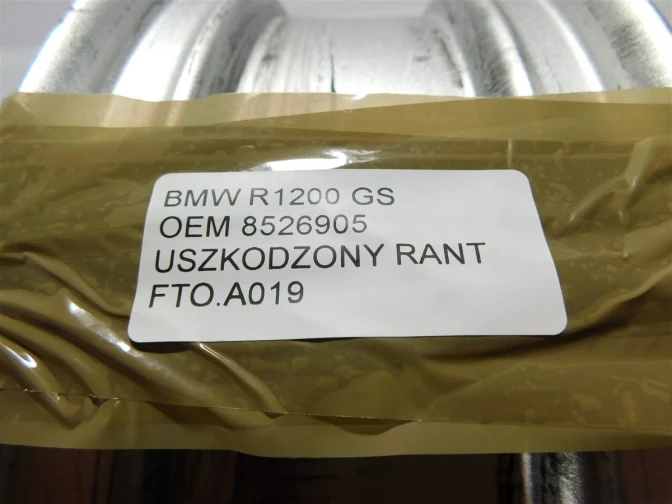 BMW R1200 GS
OEM 8526905
USZKODZONY RANT
FTO.A019